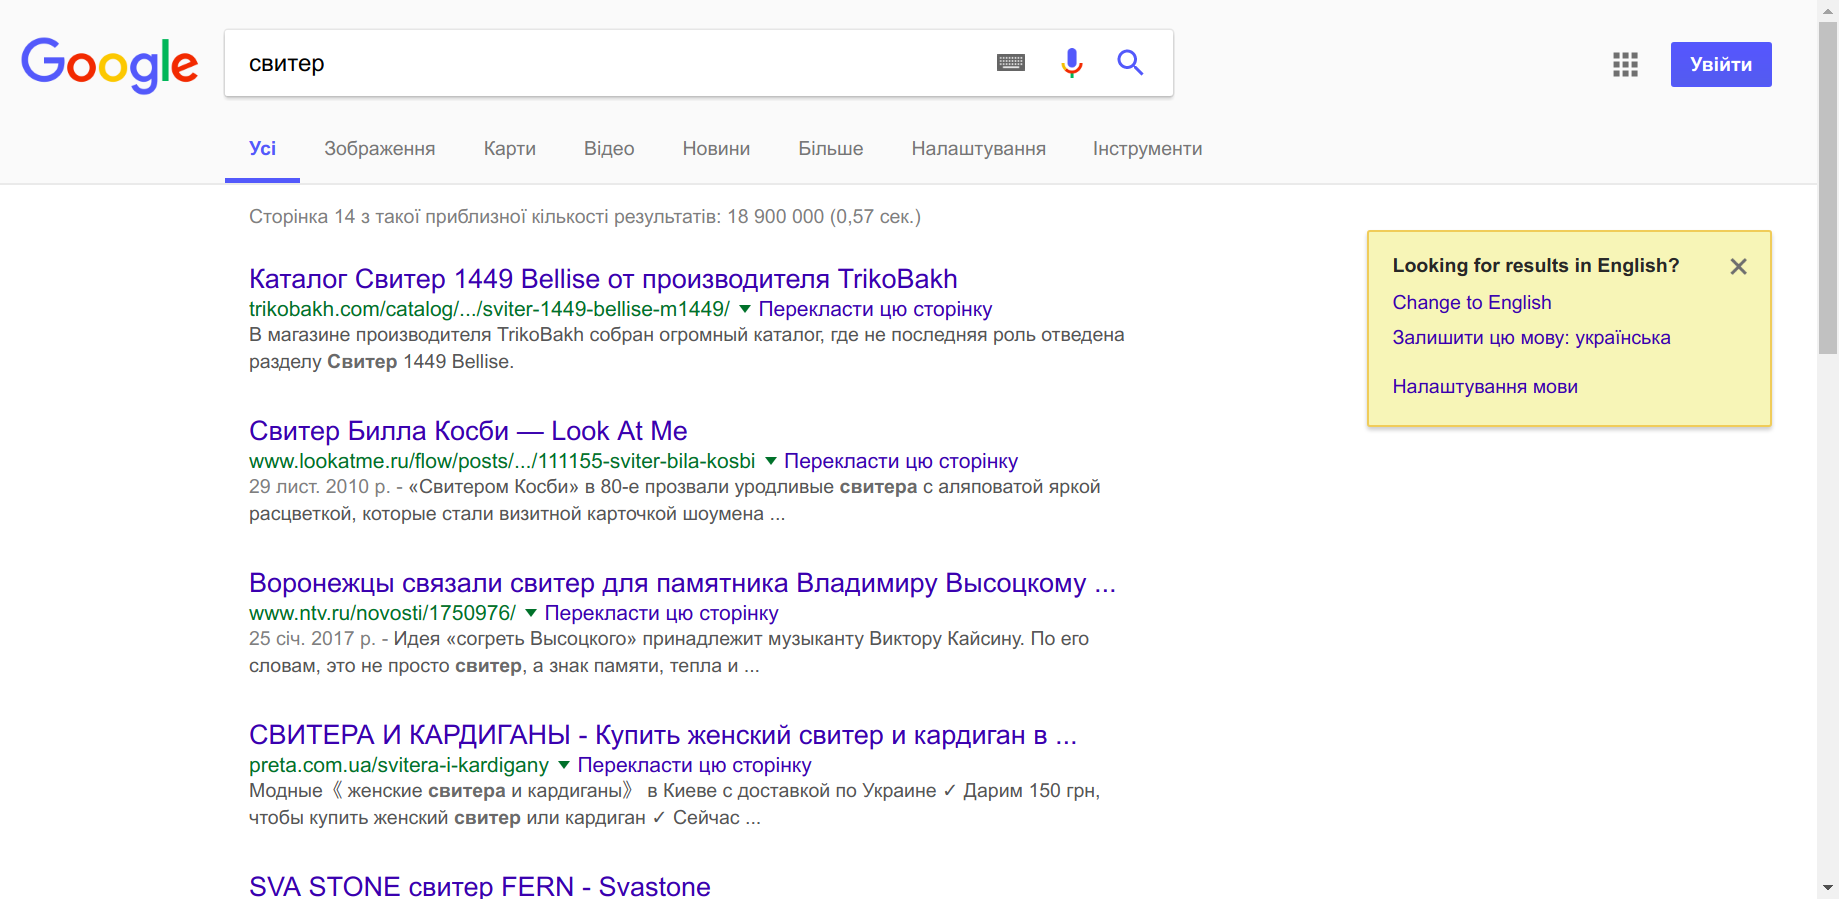 Google
свитер
Увійти
Усі Зображення Карти Відео Новини Більше Налаштування Інструменти
Сторінка 14 з такої приблизної кількості результатів: 18 900 000 (0,57 сек.)
Каталог Свитер 1449 Bellise от производителя TrikoBakh
trikobakh.com/catalog/.../sviter-1449-bellise-m1449/ ▼ Перекласти цю сторінку
В магазине производителя TrikoBakh собран огромный каталог, где не последняя роль отведена
разделу Свитер 1449 Bellise.
Свитер Билла Косби — Look At Me
www.lookatme.ru/flow/posts/.../111155-sviter-bila-kosbi ▼ Перекласти цю сторінку
29 лист. 2010 р. - «Свитером Косби» в 80-е прозвали уродливые свитера с аляповатой яркой
расцветкой, которые стали визитной карточкой шоумена ...
Воронежцы связали свитер для памятника Владимиру Высоцкому ...
www.ntv.ru/novosti/1750976/ ▼ Перекласти цю сторінку
25 січ. 2017 р. - Идея «согреть Высоцкого» принадлежит музыканту Виктору Кайсину. По его
словам, это не просто свитер, а знак памяти, тепла и ...
СВИТЕРА И КАРДИГАНЫ - Купить женский свитер и кардиган в ...
preta.com.ua/svitera-i-kardigany ▼ Перекласти цю сторінку
Модные《 женские свитера и кардиганы》 в Киеве с доставкой по Украине ✓ Дарим 150 грн,
чтобы купить женский свитер или кардиган ✓ Сейчас ...
SVA STONE свитер FERN - Svastone
Looking for results in English?
Change to English
Залишити цю мову: українська
Налаштування мови